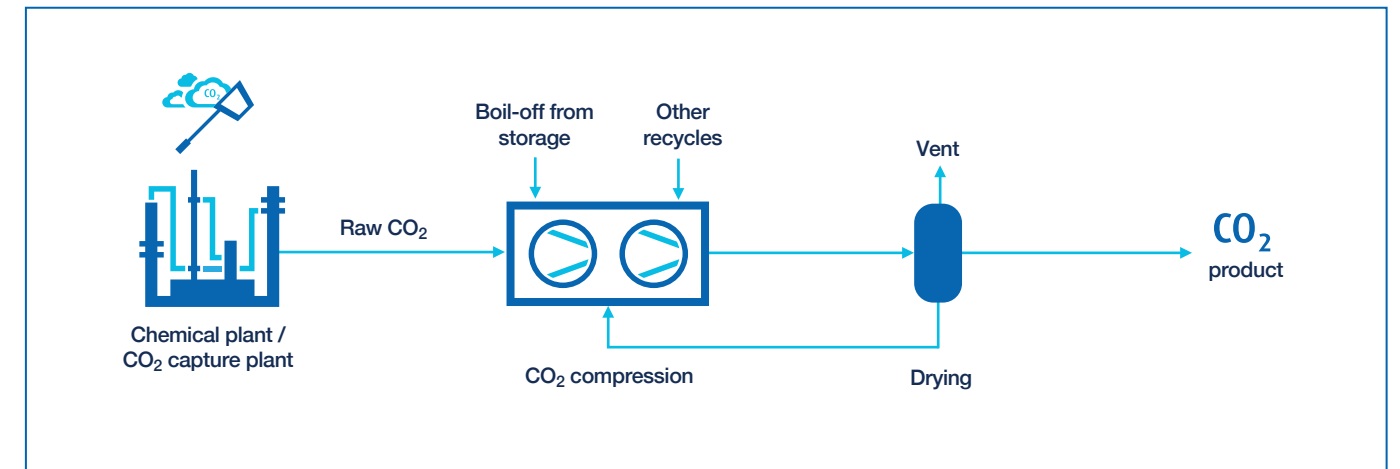 CO₂
Boil-off from
storage
Other
recycles
Vent
Raw CO₂
CO₂
product
Chemical plant /
CO₂ capture plant
CO₂ compression
Drying